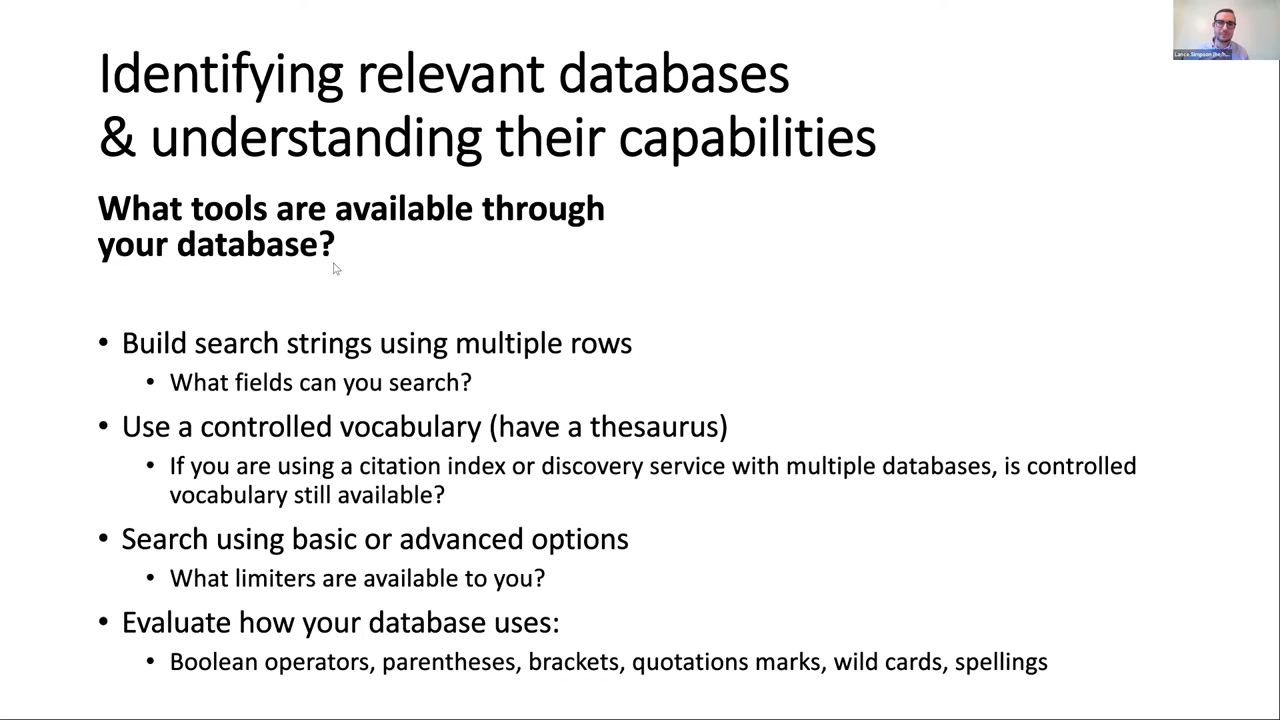 Identifying relevant databases
& understanding their capabilities
What tools are available through
your database?
• Build search strings using multiple rows
• What fields can you search?
• Use a controlled vocabulary (have a thesaurus)
• If you are using a citation index or discovery service with multiple databases, is controlled
vocabulary still available?
• Search using basic or advanced options
• What limiters are available to you?
• Evaluate how your database uses:
• Boolean operators, parentheses, brackets, quotations marks, wild cards, spellings
Lance Simpson (he/h...